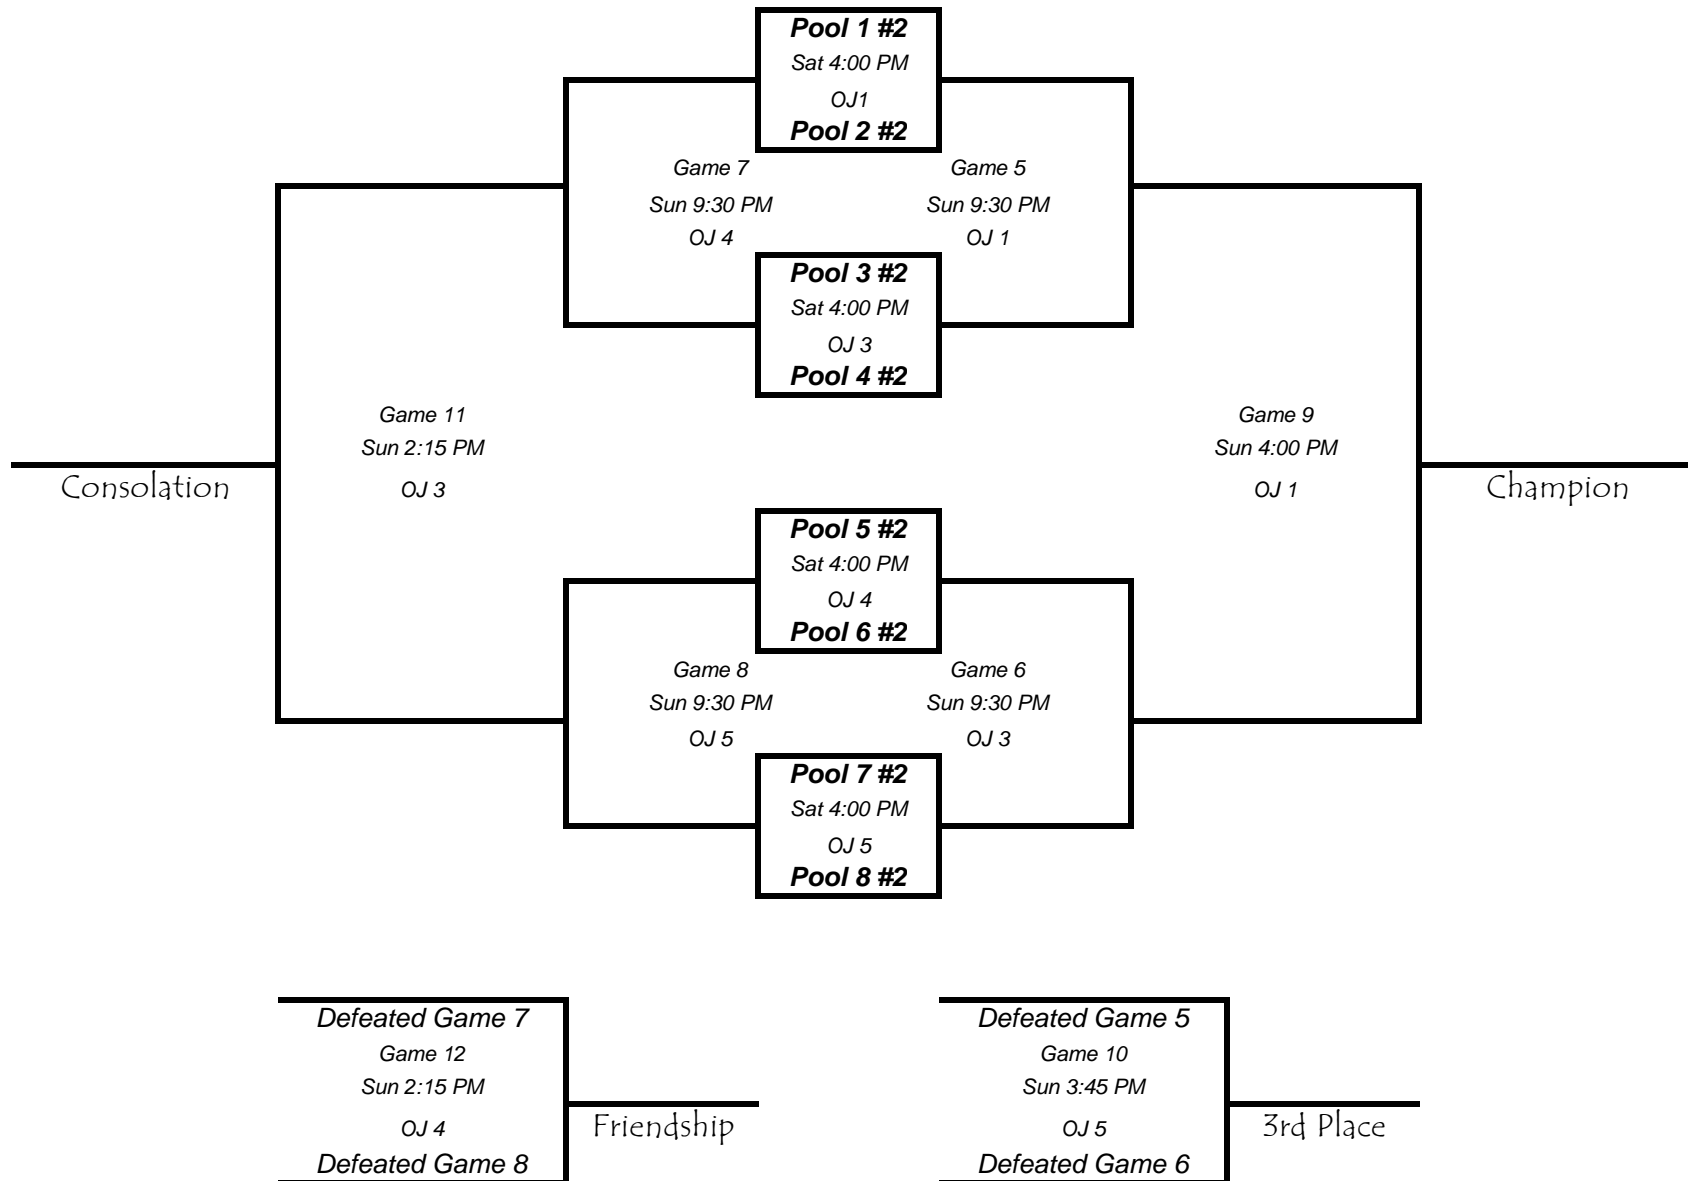 Pool 1 #2
Sat 4:00 PM
OJ1
Pool 2 #2
Game 7
Sun 9:30 PM
OJ 4
Game 5
Sun 9:30 PM
OJ 1
Pool 3 #2
Sat 4:00 PM
OJ 3
Pool 4 #2
Game 11
Sun 2:15 PM
OJ 3
Consolation
Game 9
Sun 4:00 PM
OJ 1
Champion
Pool 5 #2
Sat 4:00 PM
OJ 4
Pool 6 #2
Game 8
Sun 9:30 PM
OJ 5
Game 6
Sun 9:30 PM
OJ 3
Pool 7 #2
Sat 4:00 PM
OJ 5
Pool 8 #2
Defeated Game 7
Game 12
Sun 2:15 PM
OJ 4
Defeated Game 8
Friendship
Defeated Game 5
Game 10
Sun 3:45 PM
OJ 5
Defeated Game 6
3rd Place